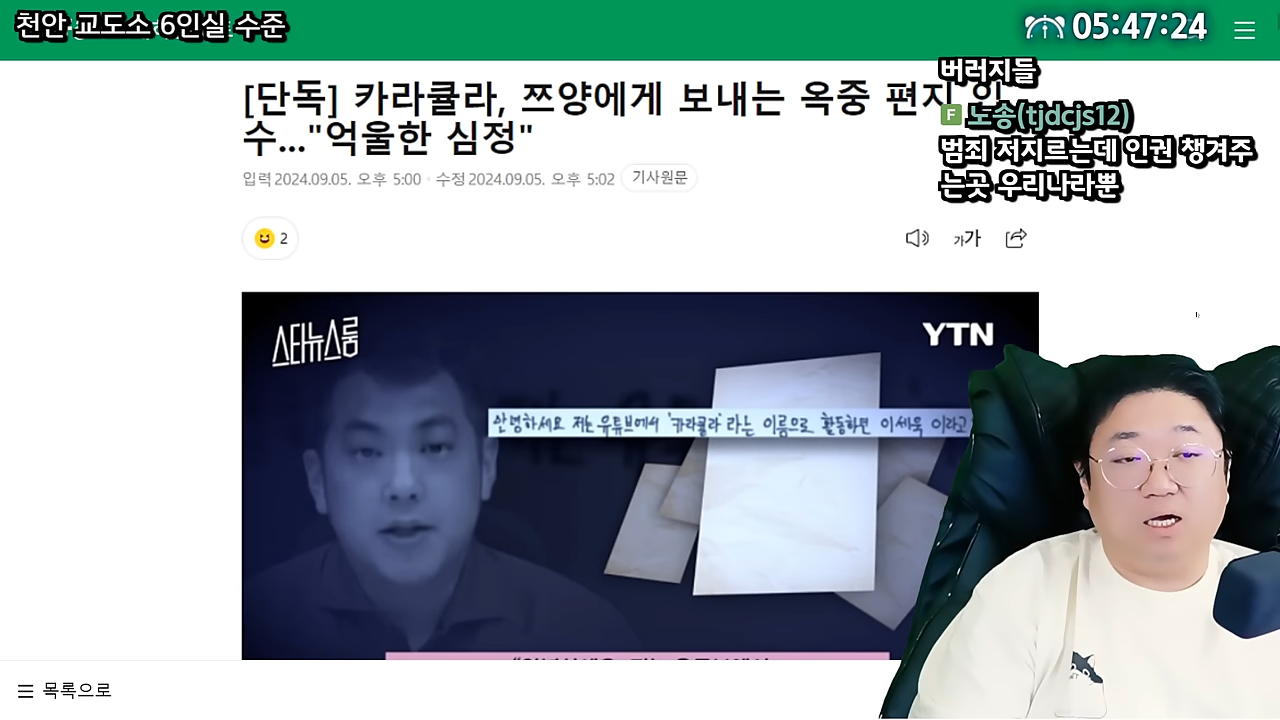 천안 교도소 6인실 수준
05:47:24
버러지들
F 노송(tjdcjs12)
범죄 저지르는데 인권 챙겨주
는곳 우리나라뿐
[단독] 카라큘라, 쯔양에게 보내는 옥중 편지 입
수..."억울한 심정"
입력 2024.09.05. 오후 5:00 · 수정 2024.09.05. 오후 5:02 기사원문
2
가가
스타뉴스룸
YTN
안녕하세요 저는 유튜브에서 '카라큘라' 라는 이름으로 활동하던 이세욱 이라고
목록으로